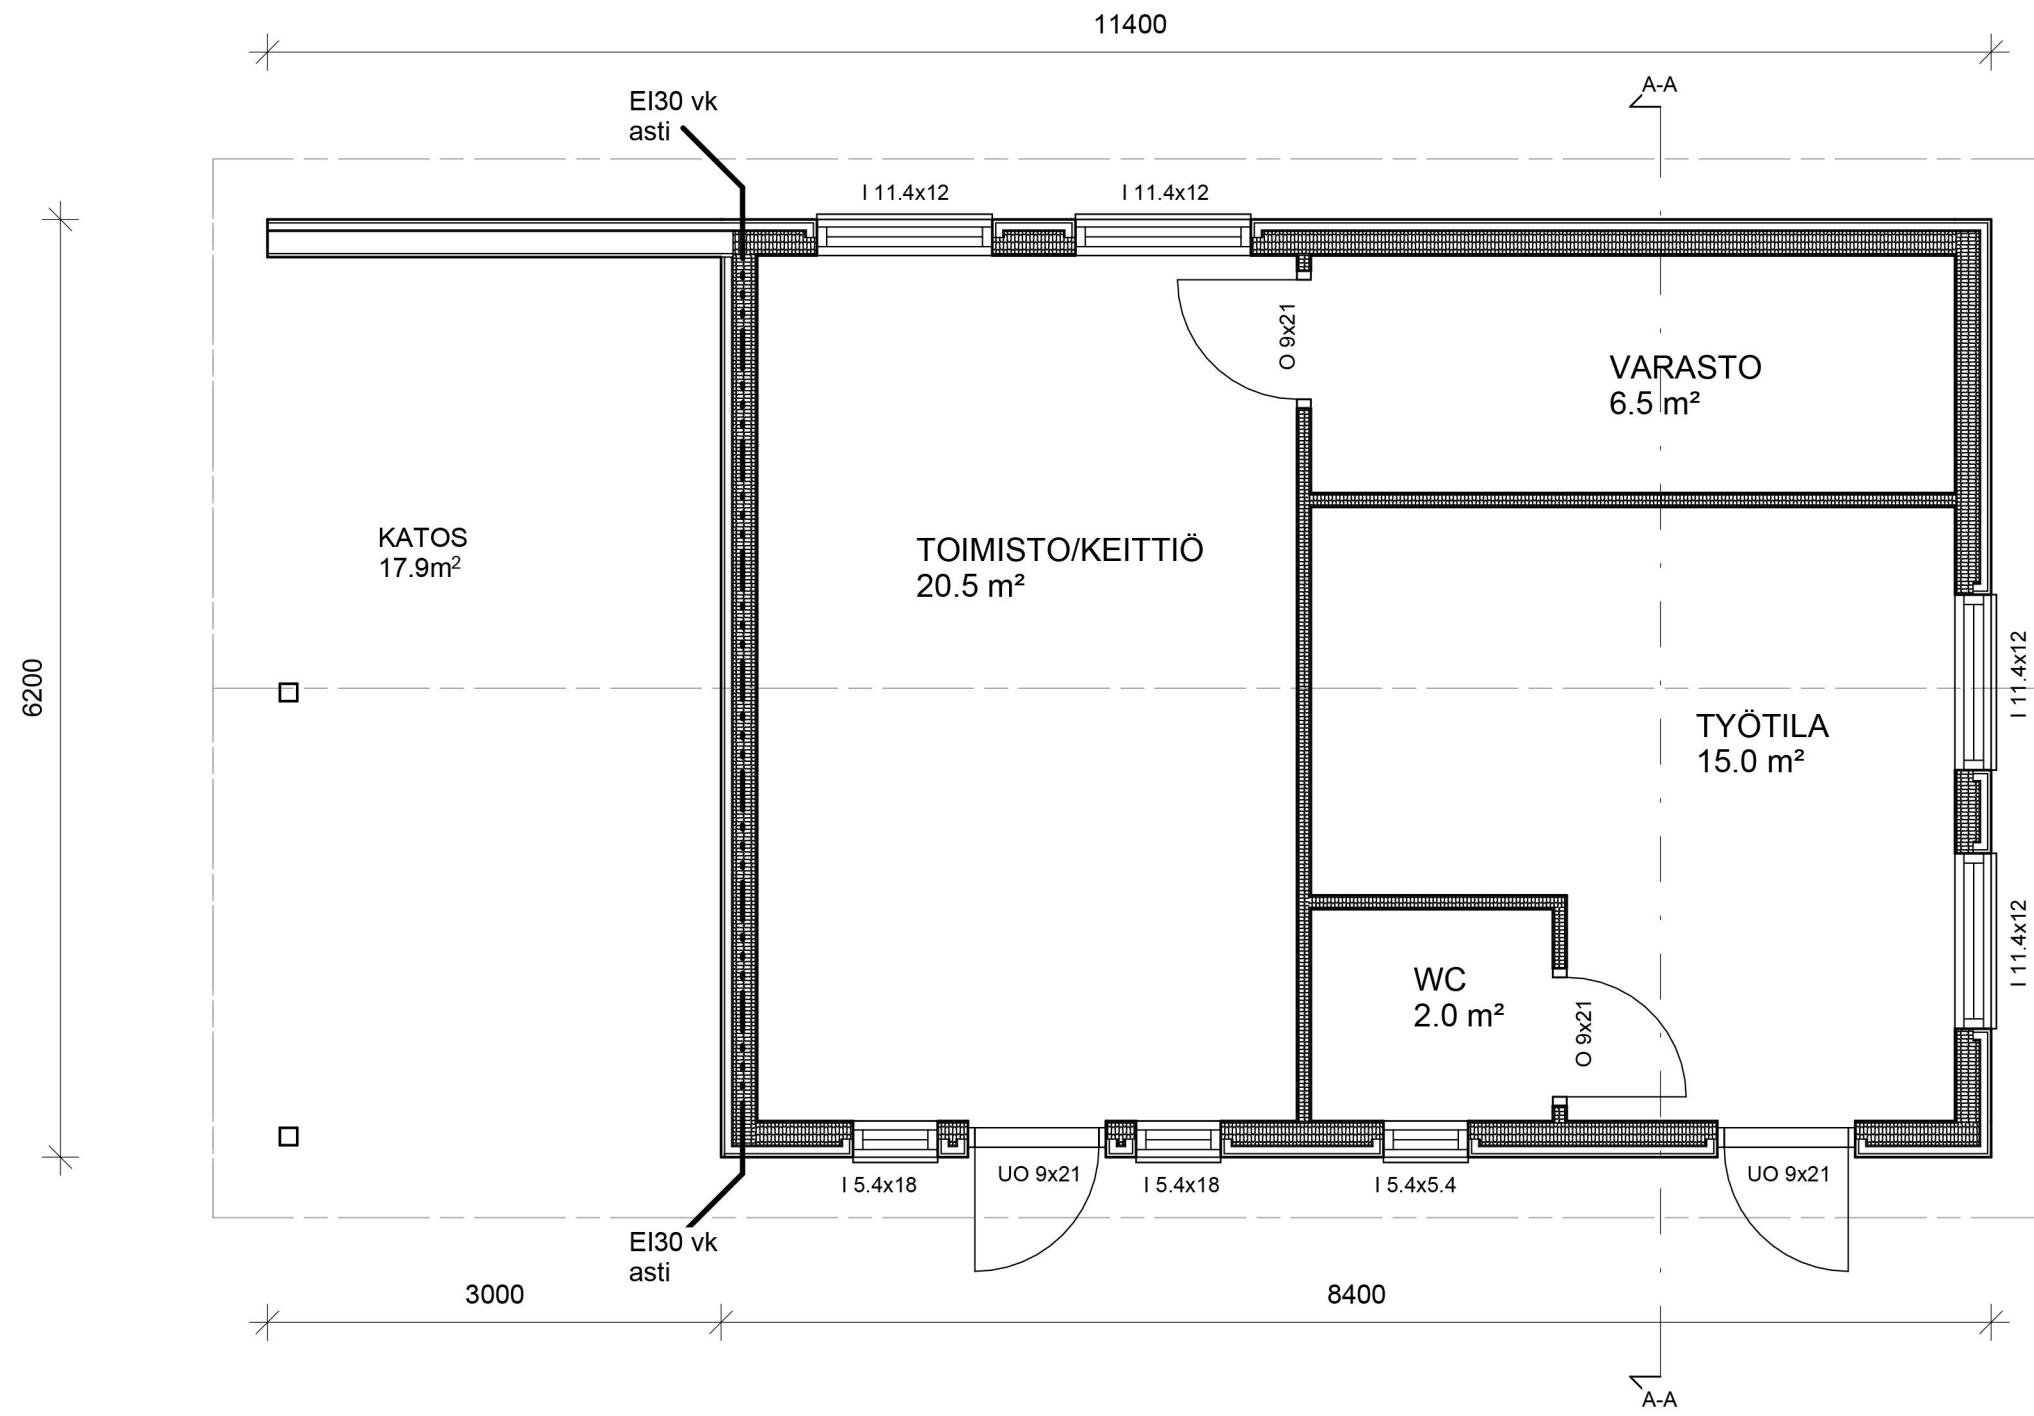 11400
A-A
EI30 vk
asti
I 11.4x12
I 11.4x12
O 9x21
VARASTO
6.5 m²
KATOS
17.9m²
TOIMISTO/KEITTIÖ
20.5 m²
6200
I 11.4x12
TYÖTILA
15.0 m²
I 11.4x12
WC
2.0 m²
O 9x21
I 5.4x18
UO 9x21
I 5.4x18
I 5.4x5.4
UO 9x21
EI30 vk
asti
3000
8400
A-A